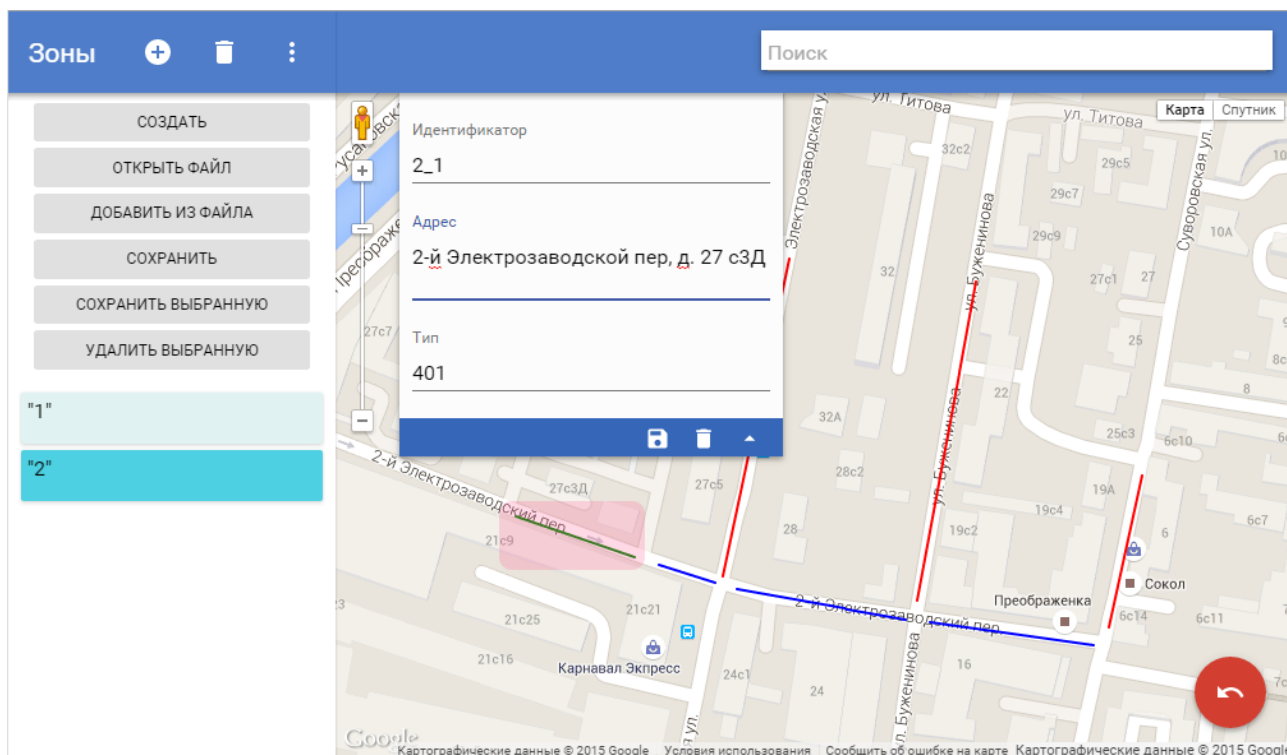 Зоны
Поиск
СОЗДАТЬ
ОТКРЫТЬ ФАЙЛ
ДОБАВИТЬ ИЗ ФАЙЛА
СОХРАНИТЬ
СОХРАНИТЬ ВЫБРАННУЮ
УДАЛИТЬ ВЫБРАННУЮ
"1"
"2"
Идентификатор
2_1
Адрес
2-й Электрозаводской пер, д. 27 с3Д
Тип
401
Карта
Спутник
ул. Титова
ул. Титова
Электрозаводская ул.
ул. Буженинова
Суворовская ул.
32с2
29с5
29с7
29с9
10А
27с1
27
32
27с7
25
22
8
32А
ул. Буженинова
25с3
6с10
28с2
19А
2-й Электрозаводский пер.
27с3Д
27с5
28
19с4
19с2
6
6с7
21с9
Сокол
Преображенка
2-й Электрозаводский пер.
21с21
21с25
6с14
6с11
21с16
Карнавал Экпресс
24с1
24
16
ул. Буженинова
Google
Картографические данные © 2015 Google
Условия использования
Сообщить об ошибке на карте
Картографические данные © 2015 Google